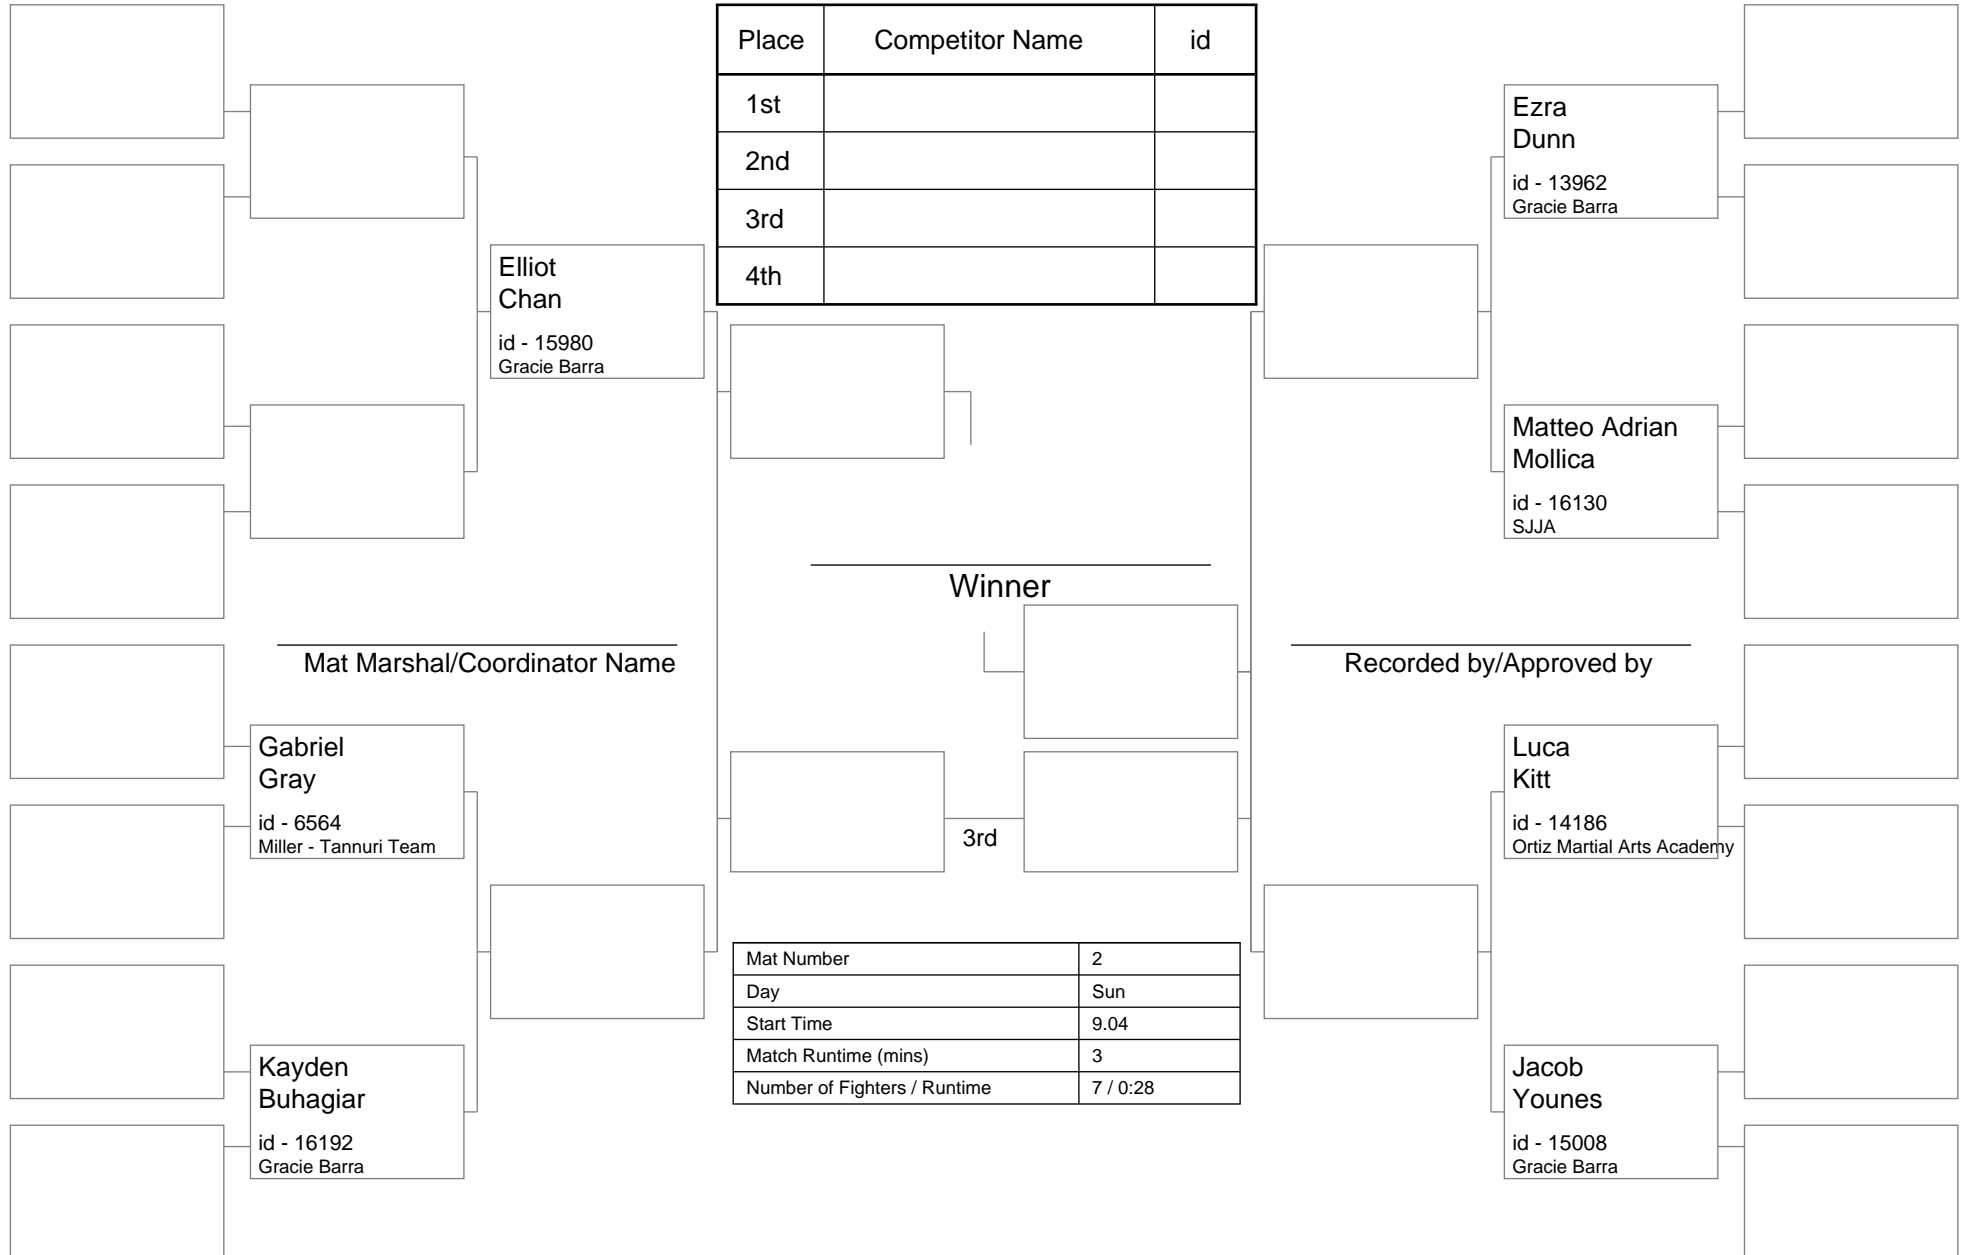 Place Competitor Name id
1st
2nd
3rd
4th
Elliot
Chan
id - 15980
Gracie Barra
Gabriel
Gray
id - 6564
Miller - Tannuri Team
Kayden
Buhagiar
id - 16192
Gracie Barra
Mat Marshal/Coordinator Name
Winner
3rd
Recorded by/Approved by
Ezra
Dunn
id - 13962
Gracie Barra
Matteo Adrian
Mollica
id - 16130
SJJA
Luca
Kitt
id - 14186
Ortiz Martial Arts Academy
Jacob
Younes
id - 15008
Gracie Barra
Mat Number 2
Day Sun
Start Time 9.04
Match Runtime (mins) 3
Number of Fighters / Runtime 7 / 0:28